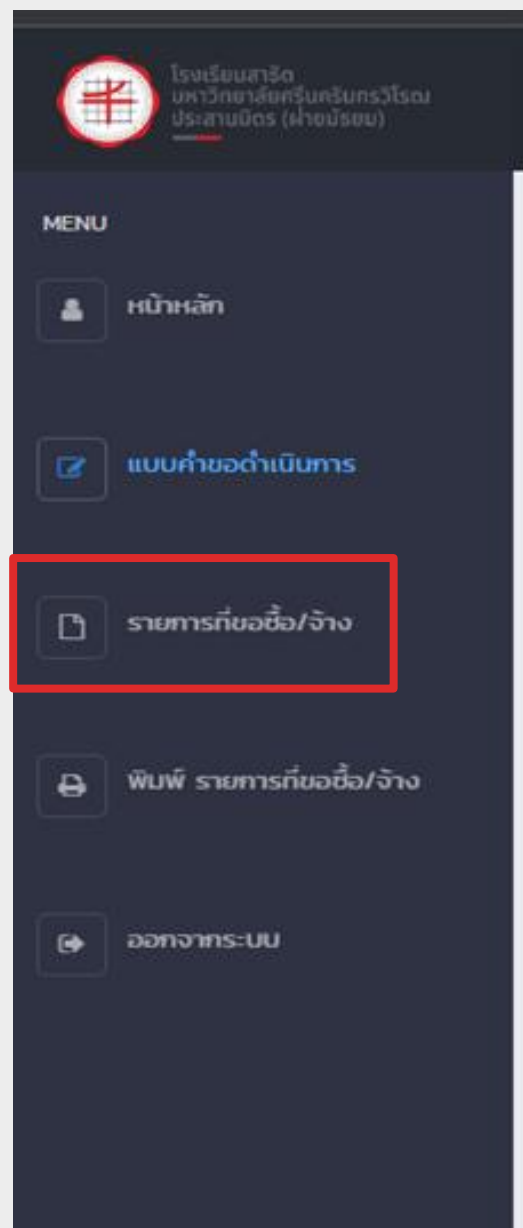 โรงเรียนสาธิต
มหาวิทยาลัยศรีนครินทรวิโรฒ
ประสานมิตร (ฝ่ายมัธยม)
MENU
หน้าหลัก
แบบคำขอดำเนินการ
รายการที่ขอซื้อ/จ้าง
พิมพ์ รายการที่ขอซื้อ/จ้าง
ออกจากระบบ